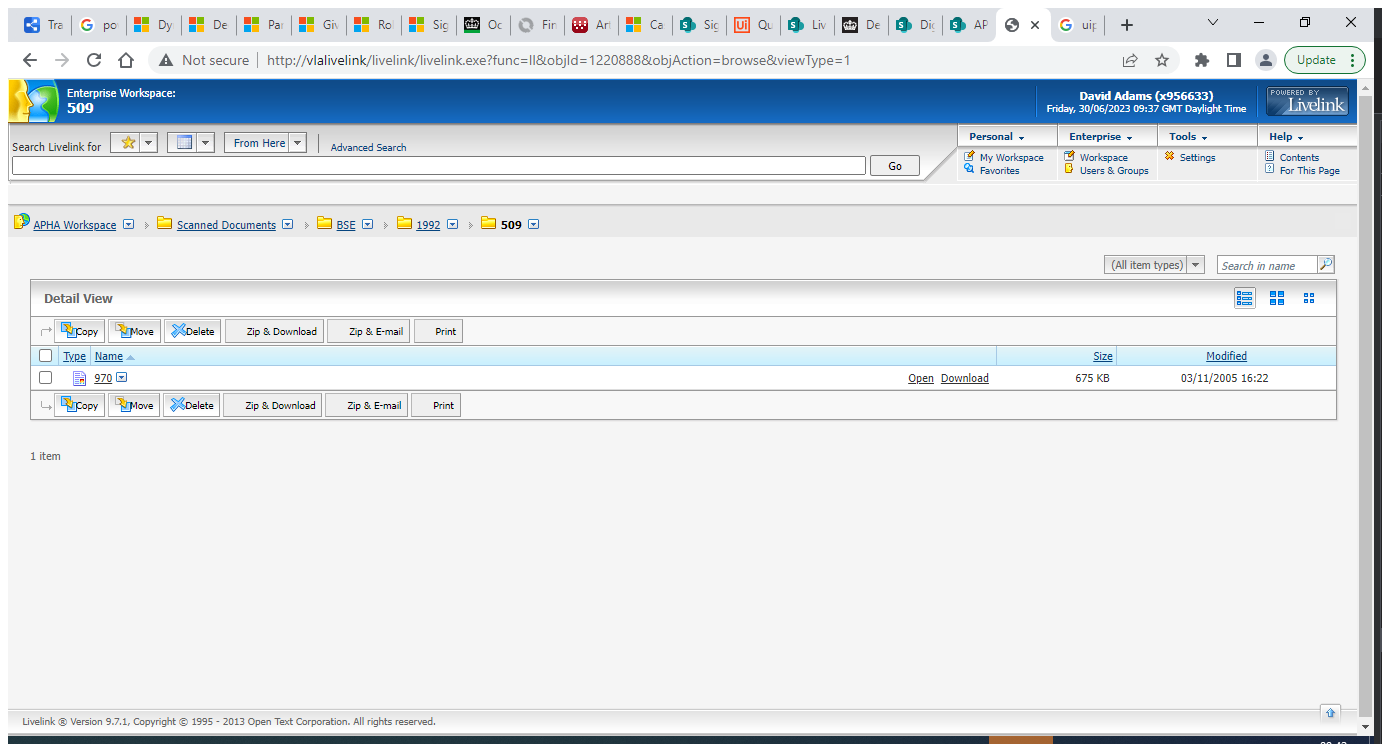 Tra po Dy De Par Giv Ro Sig Oc Fin Art Ca Sig Qu Liv De Dig AP uip
Not secure http://vlalivelink/livelink/livelink.exe?func=ll&objId=1220888&objAction=browse&viewType=1 Update
Enterprise Workspace:
509
David Adams (x956633)
Friday, 30/06/2023 09:37 GMT Daylight Time
POWERED BY
Livelink
Search Livelink for From Here Advanced Search
Go
Personal Enterprise Tools Help
My Workspace Workspace Settings Contents
Favorites Users & Groups For This Page
APHA Workspace Scanned Documents BSE 1992 509
(All item types) Search in name
Detail View
Copy Move Delete Zip & Download Zip & E-mail Print
Type Name Size Modified
970 Open Download 675 KB 03/11/2005 16:22
Copy Move Delete Zip & Download Zip & E-mail Print
1 item
Livelink ® Version 9.7.1, Copyright © 1995 - 2013 Open Text Corporation. All rights reserved.